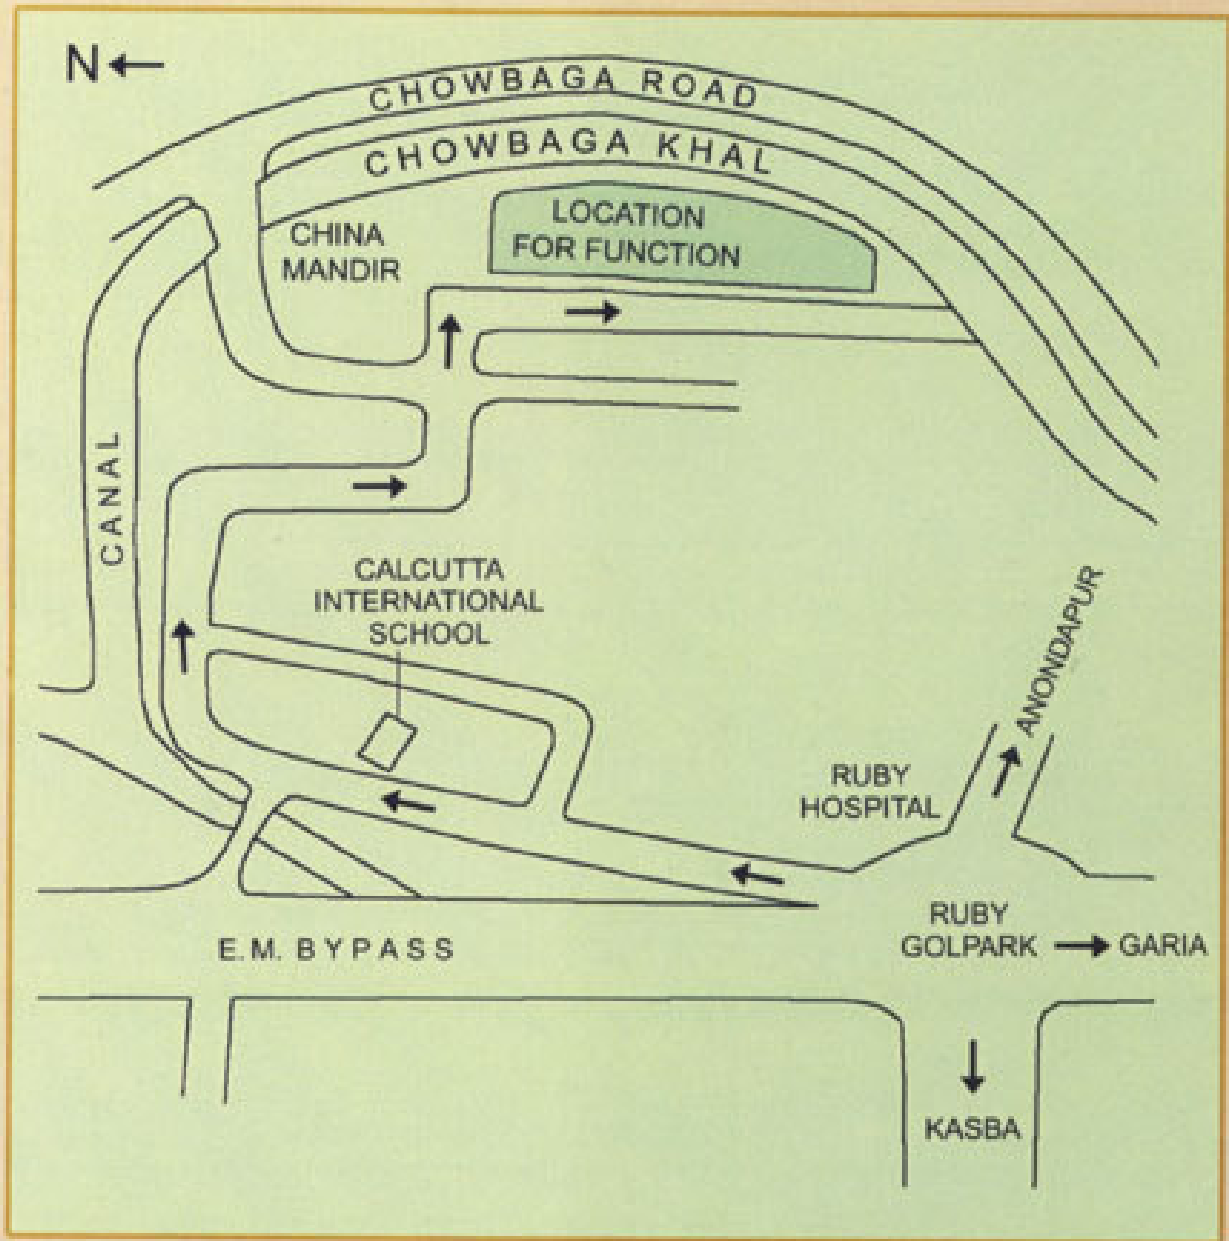 N
CHOWBAGA ROAD
CHOWBAGA KHAL
LOCATION
FOR FUNCTION
CHINA
MANDIR
CANAL
CALCUTTA
INTERNATIONAL
SCHOOL
ANONDAPUR
RUBY
HOSPITAL
RUBY
GOLPARK
GARIA
E.M. BYPASS
KASBA